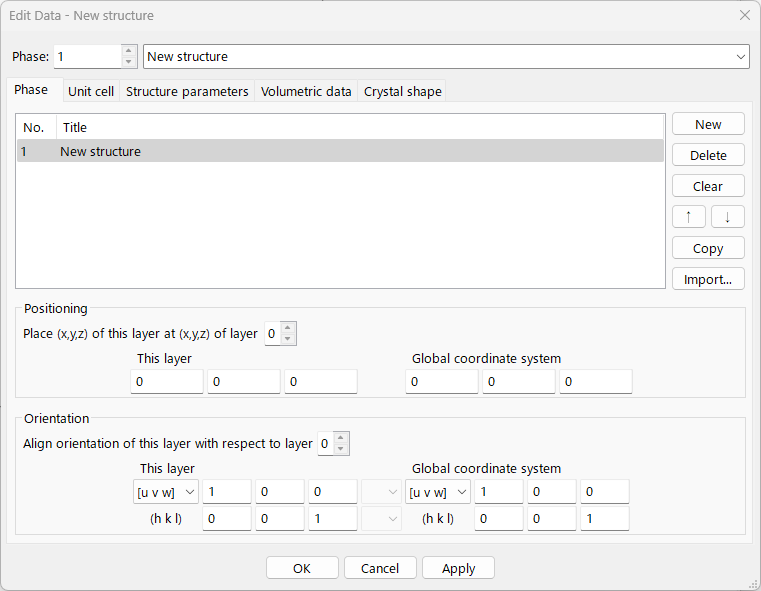 Edit Data - New structure
Phase: 1 New structure
Phase Unit cell Structure parameters Volumetric data Crystal shape
No. Title
1 New structure
New
Delete
Clear
↑ ↓
Copy
Import...
Positioning
Place (x,y,z) of this layer at (x,y,z) of layer 0
This layer Global coordinate system
0 0 0 0 0 0
Orientation
Align orientation of this layer with respect to layer 0
This layer Global coordinate system
[u v w] 1 0 0 [u v w] 1 0 0
(h k l) 0 0 1 (h k l) 0 0 1
OK Cancel Apply